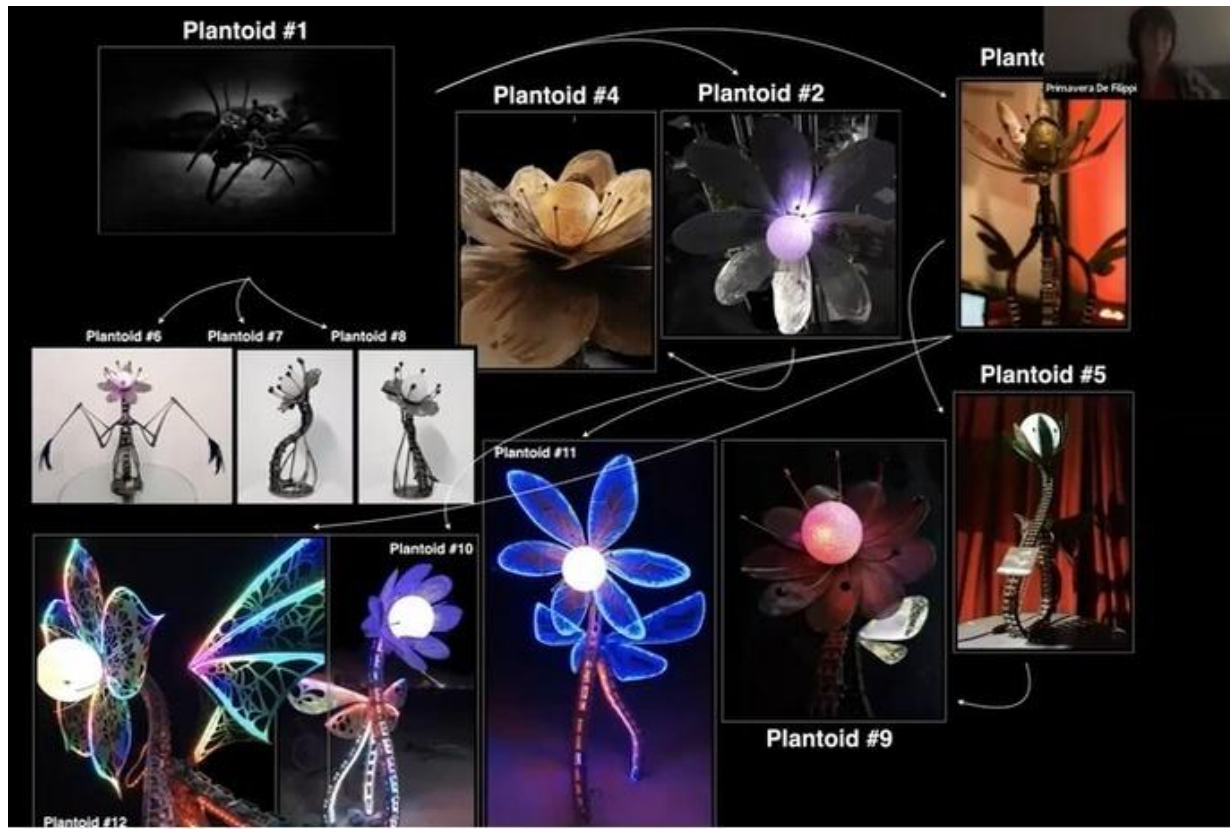 Plantoid #1
Plantoid #4
Plantoid #2
Primavera De Filippi
Plantoid #6
Plantoid #7
Plantoid #8
Plantoid #5
Plantoid #11
Plantoid #10
Plantoid #9
Plantoid #12